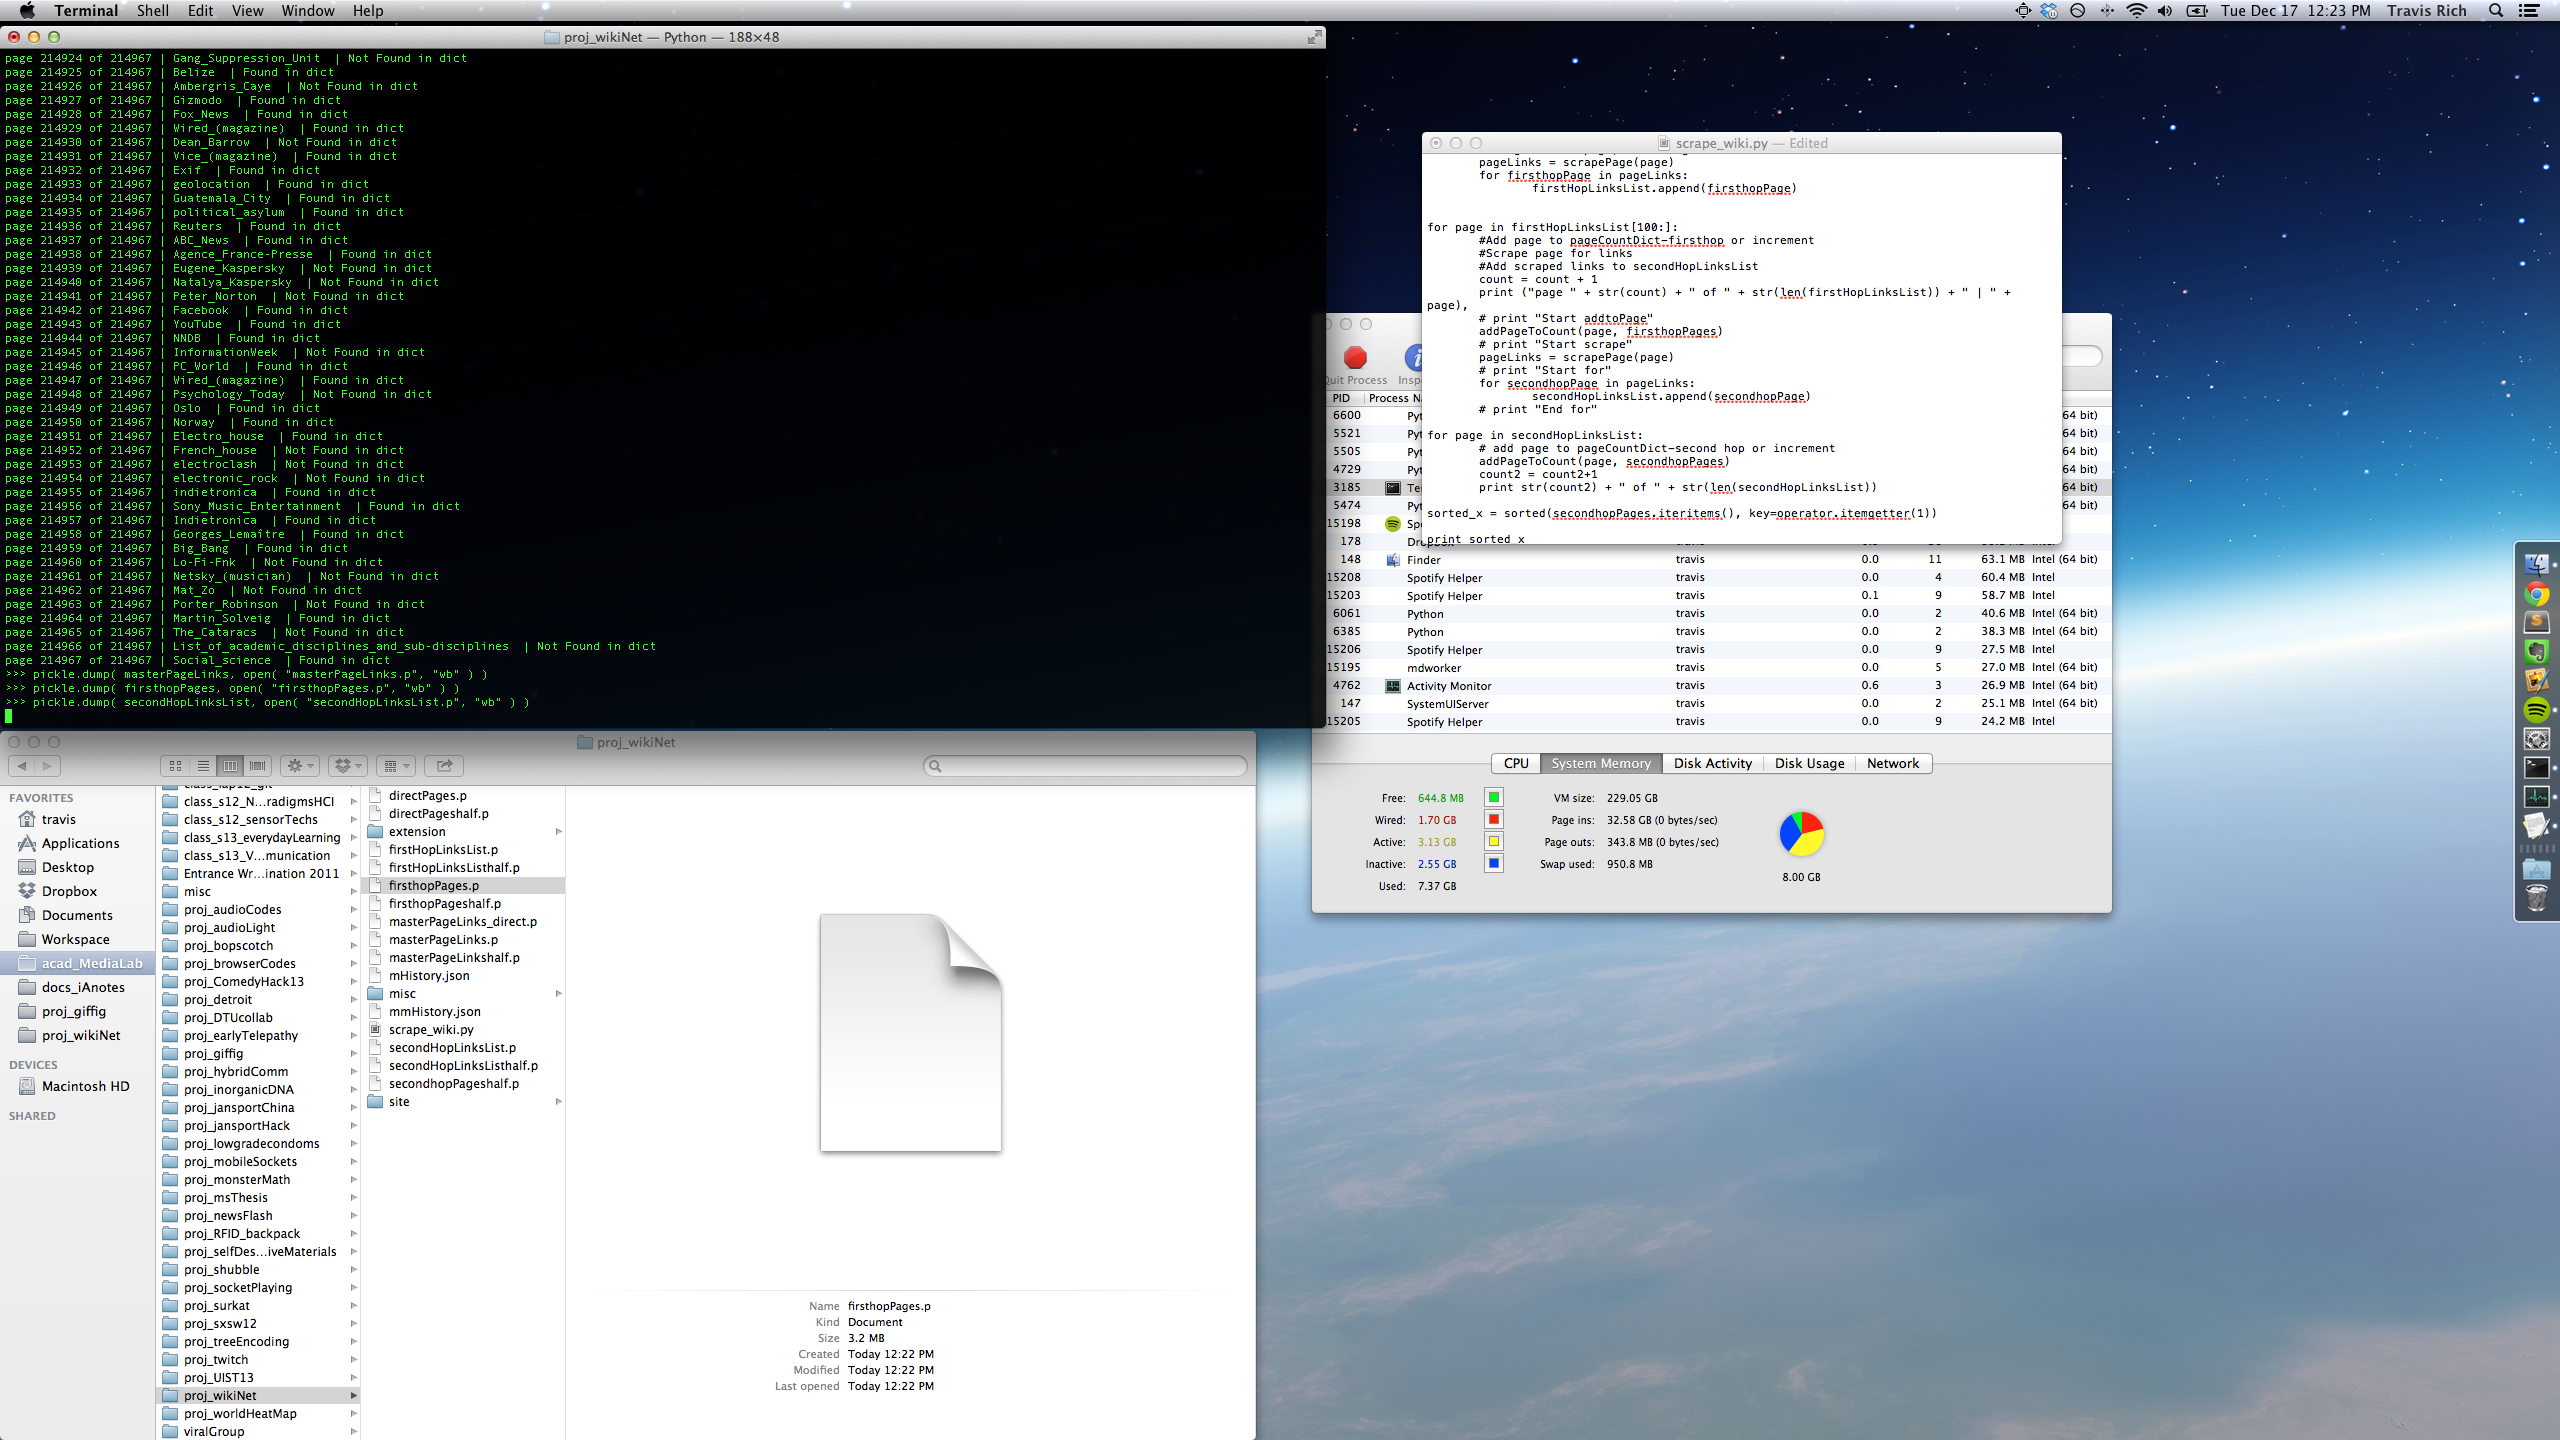 Terminal Shell Edit View Window Help
Tue Dec 17 12:23 PM Travis Rich
proj_wikiNet — Python — 188×48
page 214924 of 214967 | Gang_Suppression_Unit | Not Found in dict
page 214925 of 214967 | Belize | Found in dict
page 214926 of 214967 | Ambergris_Caye | Not Found in dict
page 214927 of 214967 | Gizmodo | Found in dict
page 214928 of 214967 | Fox_News | Found in dict
page 214929 of 214967 | Wired_(magazine) | Found in dict
page 214930 of 214967 | Dean_Barrow | Not Found in dict
page 214931 of 214967 | Vice_(magazine) | Found in dict
page 214932 of 214967 | Exif | Found in dict
page 214933 of 214967 | geolocation | Found in dict
page 214934 of 214967 | Guatemala_City | Found in dict
page 214935 of 214967 | political_asylum | Found in dict
page 214936 of 214967 | Reuters | Found in dict
page 214937 of 214967 | ABC_News | Found in dict
page 214938 of 214967 | Agence_France-Presse | Found in dict
page 214939 of 214967 | Eugene_Kaspersky | Not Found in dict
page 214940 of 214967 | Natalya_Kaspersky | Not Found in dict
page 214941 of 214967 | Peter_Norton | Not Found in dict
page 214942 of 214967 | Facebook | Found in dict
page 214943 of 214967 | YouTube | Found in dict
page 214944 of 214967 | NNDB | Found in dict
page 214945 of 214967 | InformationWeek | Not Found in dict
page 214946 of 214967 | PC_World | Found in dict
page 214947 of 214967 | Wired_(magazine) | Found in dict
page 214948 of 214967 | Psychology_Today | Found in dict
page 214949 of 214967 | Oslo | Found in dict
page 214950 of 214967 | Norway | Found in dict
page 214951 of 214967 | Electro_house | Found in dict
page 214952 of 214967 | French_house | Not Found in dict
page 214953 of 214967 | electroclash | Not Found in dict
page 214954 of 214967 | electronic_rock | Not Found in dict
page 214955 of 214967 | indietronica | Found in dict
page 214956 of 214967 | Sony_Music_Entertainment | Found in dict
page 214957 of 214967 | Indietronica | Found in dict
page 214958 of 214967 | Georges_Lemaître | Found in dict
page 214959 of 214967 | Big_Bang | Found in dict
page 214960 of 214967 | Lo-Fi-Fnk | Not Found in dict
page 214961 of 214967 | Netsky_(musician) | Not Found in dict
page 214962 of 214967 | Mat_Zo | Not Found in dict
page 214963 of 214967 | Porter_Robinson | Not Found in dict
page 214964 of 214967 | Martin_Solveig | Found in dict
page 214965 of 214967 | The_Cataracs | Not Found in dict
page 214966 of 214967 | List_of_academic_disciplines_and_sub-disciplines | Not Found in dict
page 214967 of 214967 | Social_science | Found in dict
>>> pickle.dump( masterPageLinks, open( "masterPageLinks.p", "wb" ) )
>>> pickle.dump( firsthopPages, open( "firsthopPages.p", "wb" ) )
>>> pickle.dump( secondHopLinksList, open( "secondHopLinksList.p", "wb" ) )
scrape_wiki.py — Edited
pageLinks = scrapePage(page)
for firsthopPage in pageLinks:
firstHopLinksList.append(firsthopPage)
for page in firstHopLinksList[100:]:
#Add page to pageCountDict-firsthop or increment
#Scrape page for links
#Add scraped links to secondHopLinksList
count = count + 1
print ("page " + str(count) + " of " + str(len(firstHopLinksList)) + " | " +
page),
# print "Start addtoPage"
addPageToCount(page, firsthopPages)
# print "Start scrape"
pageLinks = scrapePage(page)
# print "Start for"
for secondhopPage in pageLinks:
secondHopLinksList.append(secondhopPage)
# print "End for"
for page in secondHopLinksList:
# add page to pageCountDict-second hop or increment
addPageToCount(page, secondhopPages)
count2 = count2+1
print str(count2) + " of " + str(len(secondHopLinksList))
sorted_x = sorted(secondhopPages.iteritems(), key=operator.itemgetter(1))
print sorted_x
Quit Process Insp
PID Process Na
6600 Pyt 64 bit)
5521 Pyt 64 bit)
5505 Pyt 64 bit)
4729 Pyt 64 bit)
3185 Te 64 bit)
5474 Pyt 64 bit)
15198 Sp
178 Dropbox
148 Finder travis 0.0 11 63.1 MB Intel (64 bit)
15208 Spotify Helper travis 0.0 4 60.4 MB Intel
15203 Spotify Helper travis 0.1 9 58.7 MB Intel
6061 Python travis 0.0 2 40.6 MB Intel (64 bit)
6385 Python travis 0.0 2 38.3 MB Intel (64 bit)
15206 Spotify Helper travis 0.0 9 27.5 MB Intel
15195 mdworker travis 0.0 5 27.0 MB Intel (64 bit)
4762 Activity Monitor travis 0.6 3 26.9 MB Intel (64 bit)
147 SystemUIServer travis 0.0 2 25.1 MB Intel (64 bit)
15205 Spotify Helper travis 0.0 9 24.2 MB Intel
CPU System Memory Disk Activity Disk Usage Network
Free: 644.8 MB VM size: 229.05 GB
Wired: 1.70 GB Page ins: 32.58 GB (0 bytes/sec)
Active: 3.13 GB Page outs: 343.8 MB (0 bytes/sec)
Inactive: 2.55 GB Swap used: 950.8 MB
Used: 7.37 GB
8.00 GB
proj_wikiNet
FAVORITES
travis
Applications
Desktop
Dropbox
Documents
Workspace
acad_MediaLab
docs_iAnotes
proj_giffig
proj_wikiNet
DEVICES
Macintosh HD
SHARED
class_s12_N...radigmsHCI
class_s12_sensorTechs
class_s13_everydayLearning
class_s13_V...munication
Entrance Wr...ination 2011
misc
proj_audioCodes
proj_audioLight
proj_bopscotch
proj_browserCodes
proj_ComedyHack13
proj_detroit
proj_DTUcollab
proj_earlyTelepathy
proj_giffig
proj_hybridComm
proj_inorganicDNA
proj_jansportChina
proj_jansportHack
proj_lowgradecondoms
proj_mobileSockets
proj_monsterMath
proj_msThesis
proj_newsFlash
proj_RFID_backpack
proj_selfDes...iveMaterials
proj_shubble
proj_socketPlaying
proj_surkat
proj_sxsw12
proj_treeEncoding
proj_twitch
proj_UIST13
proj_wikiNet
proj_worldHeatMap
viralGroup
directPages.p
directPageshalf.p
extension
firstHopLinksList.p
firstHopLinksListhalf.p
firsthopPages.p
firsthopPageshalf.p
masterPageLinks_direct.p
masterPageLinks.p
masterPageLinkshalf.p
mHistory.json
misc
mmHistory.json
scrape_wiki.py
secondHopLinksList.p
secondHopLinksListhalf.p
secondhopPageshalf.p
site
Name firsthopPages.p
Kind Document
Size 3.2 MB
Created Today 12:22 PM
Modified Today 12:22 PM
Last opened Today 12:22 PM